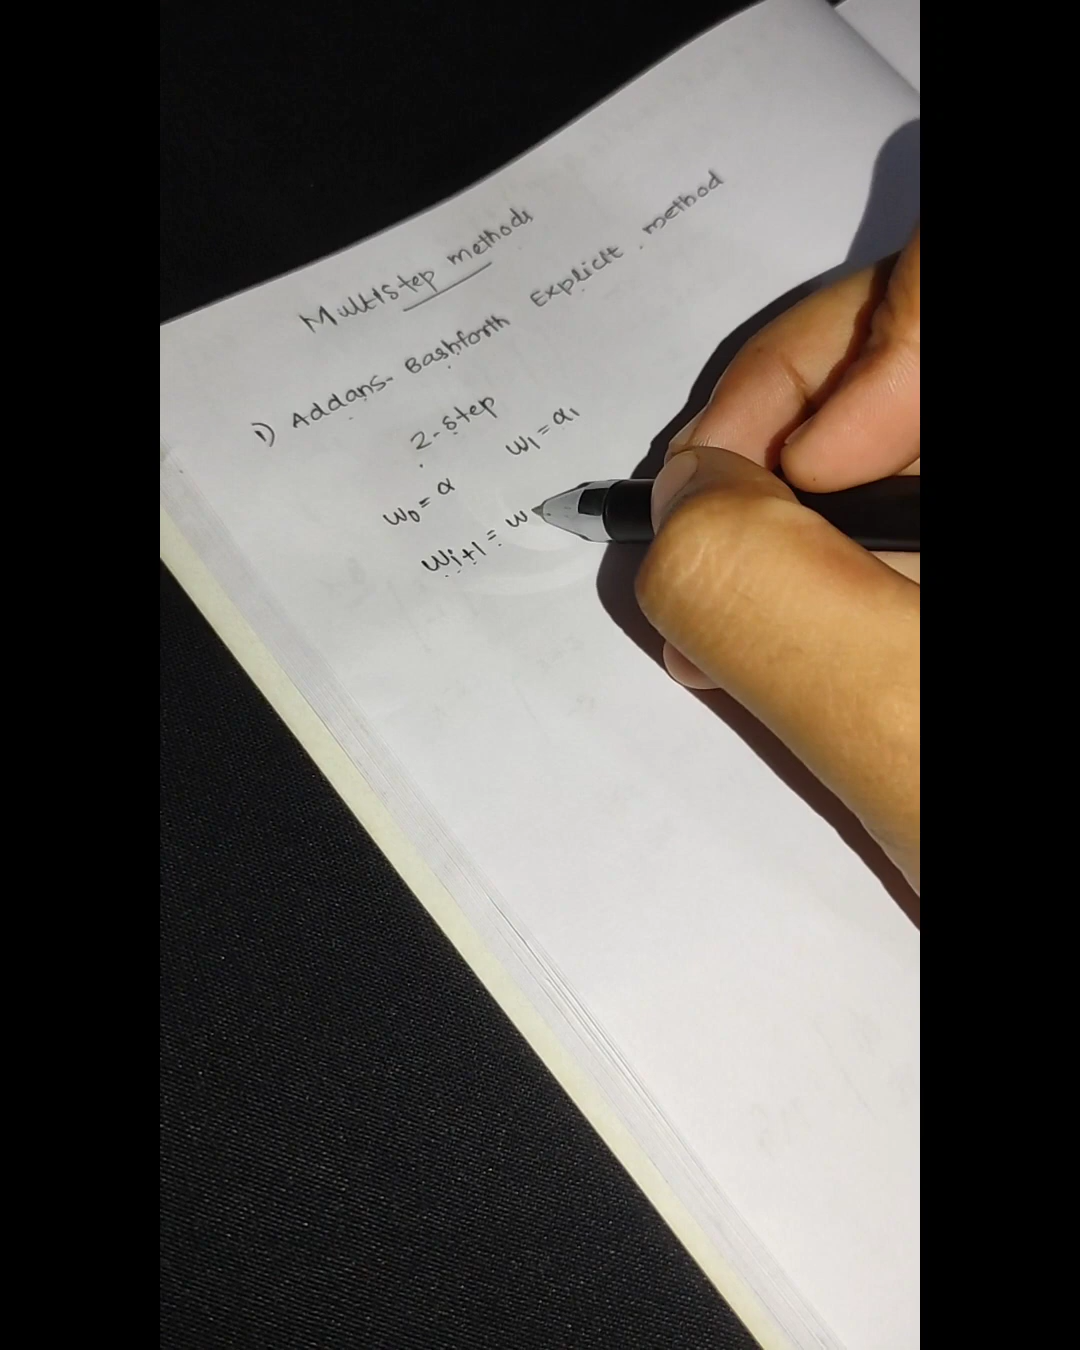 Multistep methods
1) Addams- Bashforth Explicit method
2-step
w0 = α w1 = α1
wi+1 = w